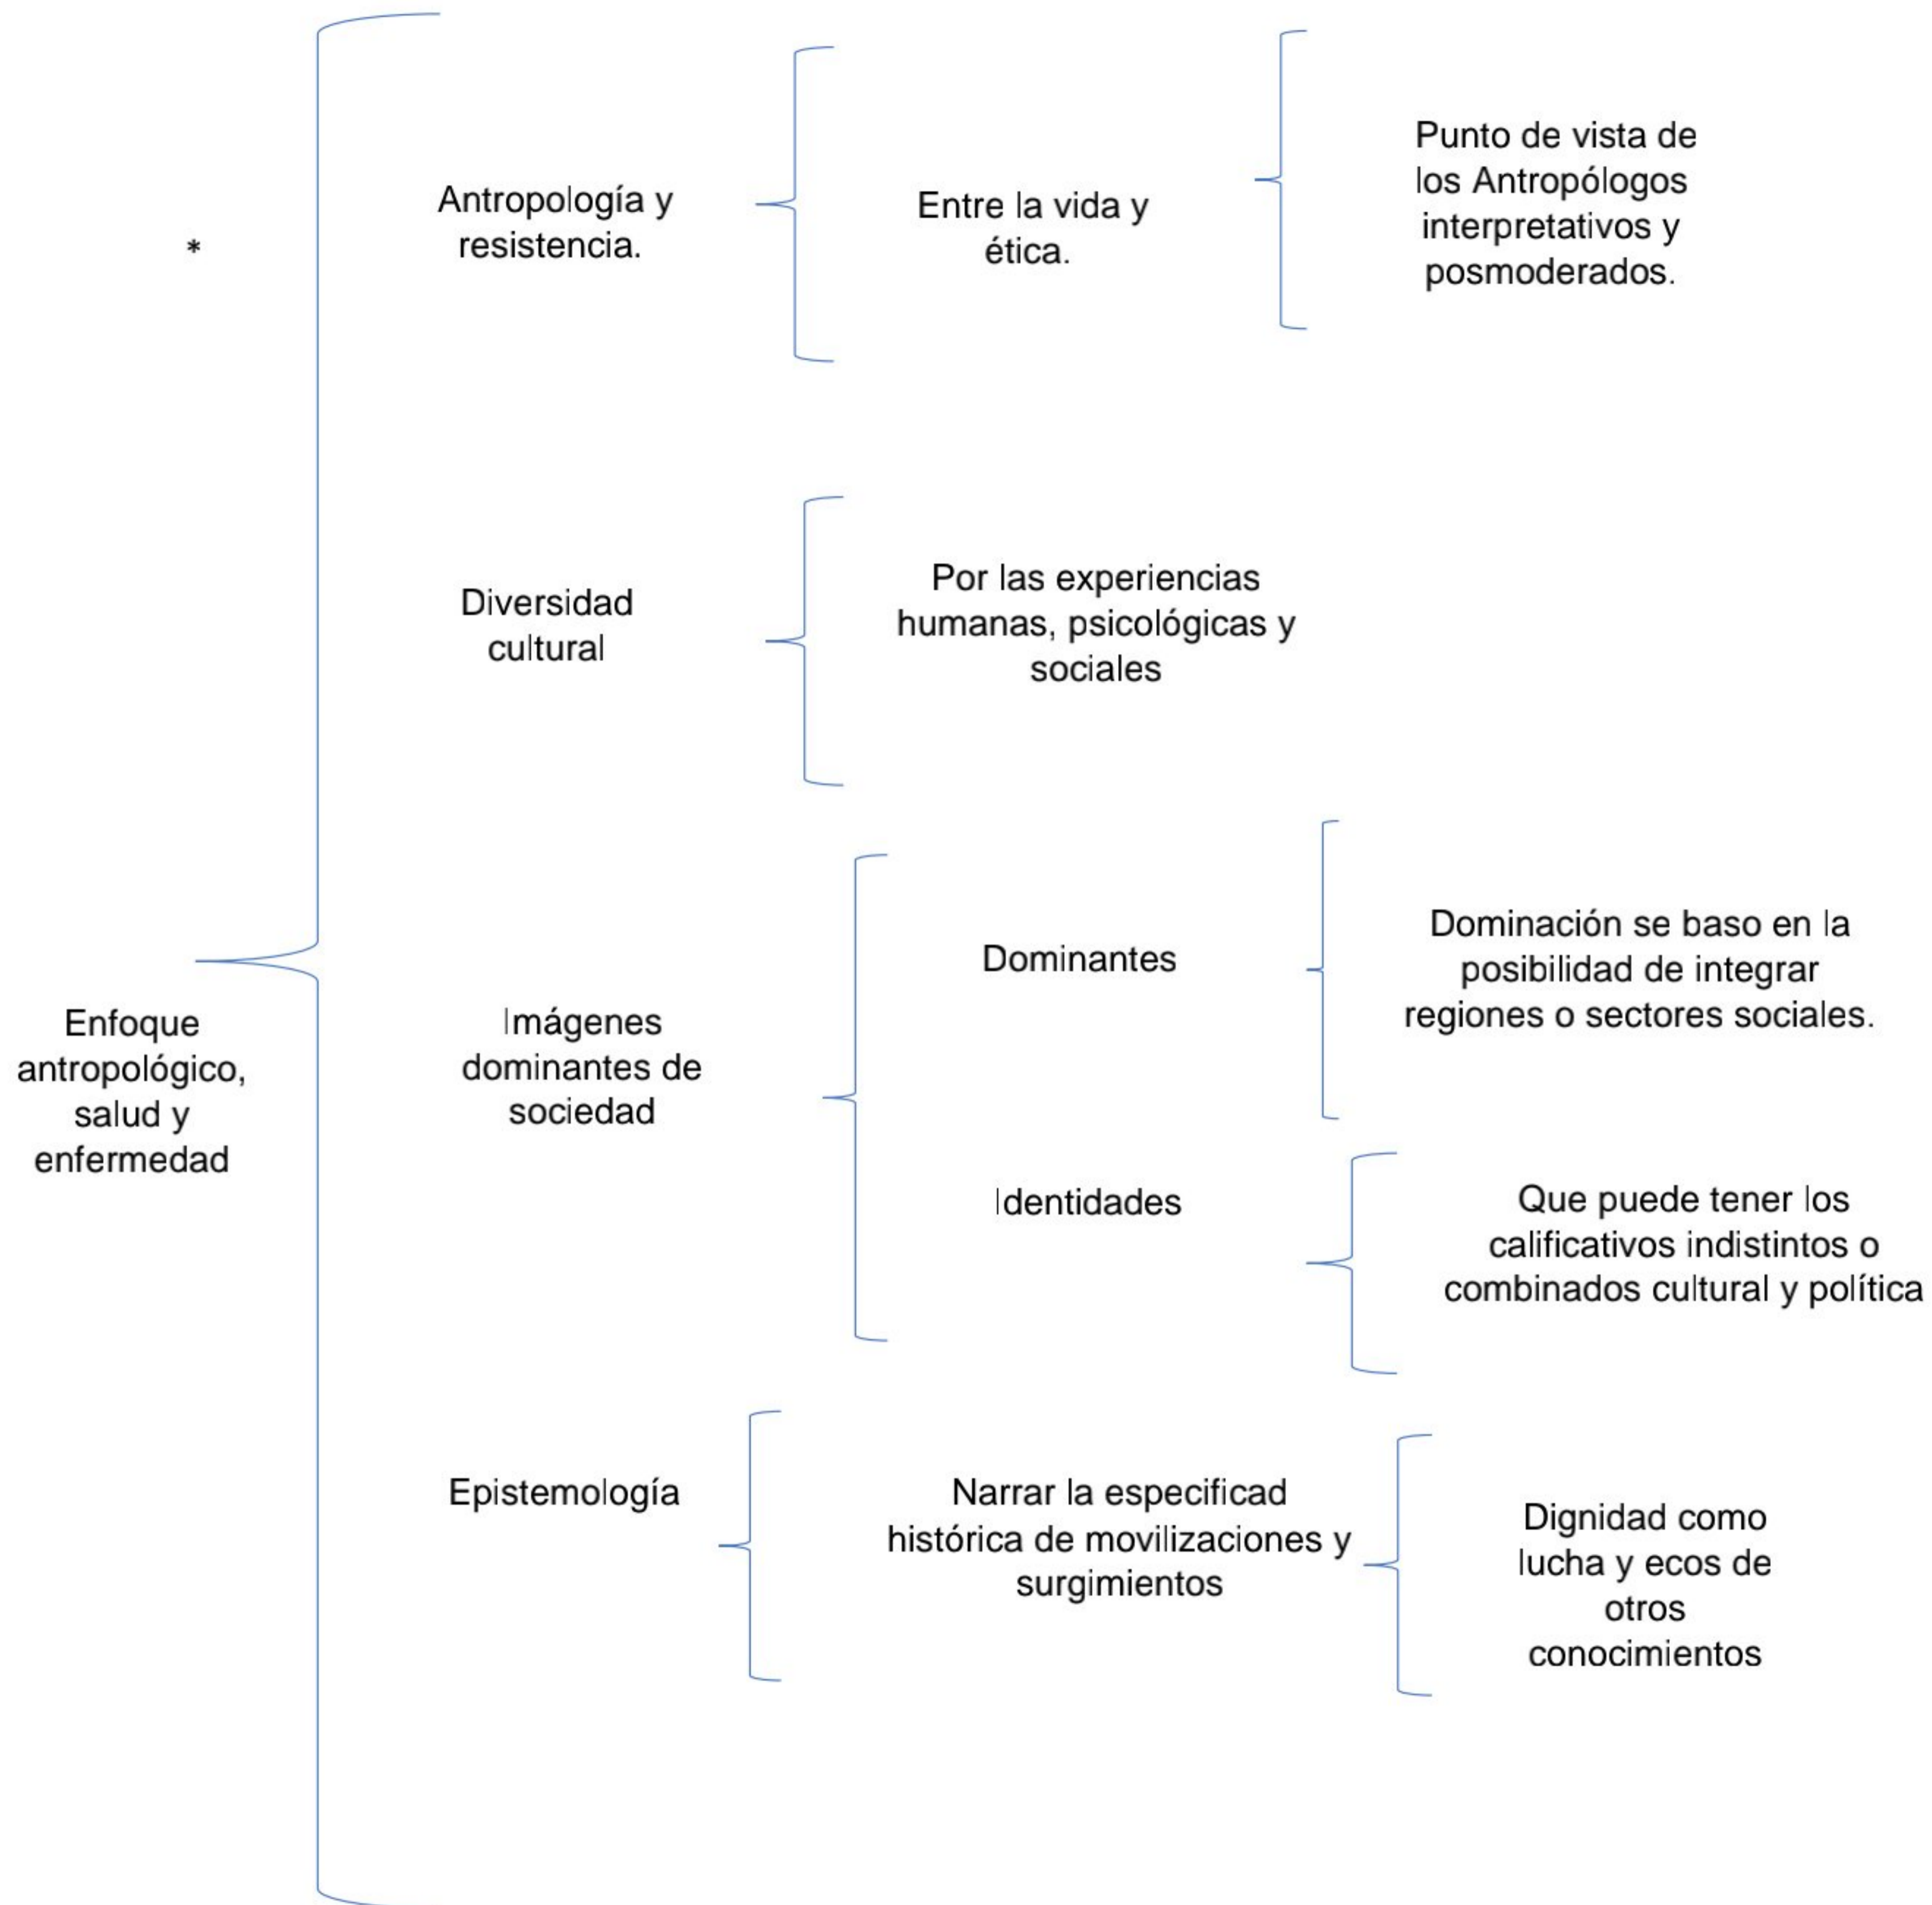 *
Enfoque
antropológico,
salud y
enfermedad
Antropología y
resistencia.
Entre la vida y
ética.
Punto de vista de
los Antropólogos
interpretativos y
posmoderados.
Diversidad
cultural
Por las experiencias
humanas, psicológicas y
sociales
Imágenes
dominantes de
sociedad
Dominantes
Dominación se baso en la
posibilidad de integrar
regiones o sectores sociales.
Identidades
Que puede tener los
calificativos indistintos o
combinados cultural y política
Epistemología
Narrar la especificad
histórica de movilizaciones y
surgimientos
Dignidad como
lucha y ecos de
otros
conocimientos